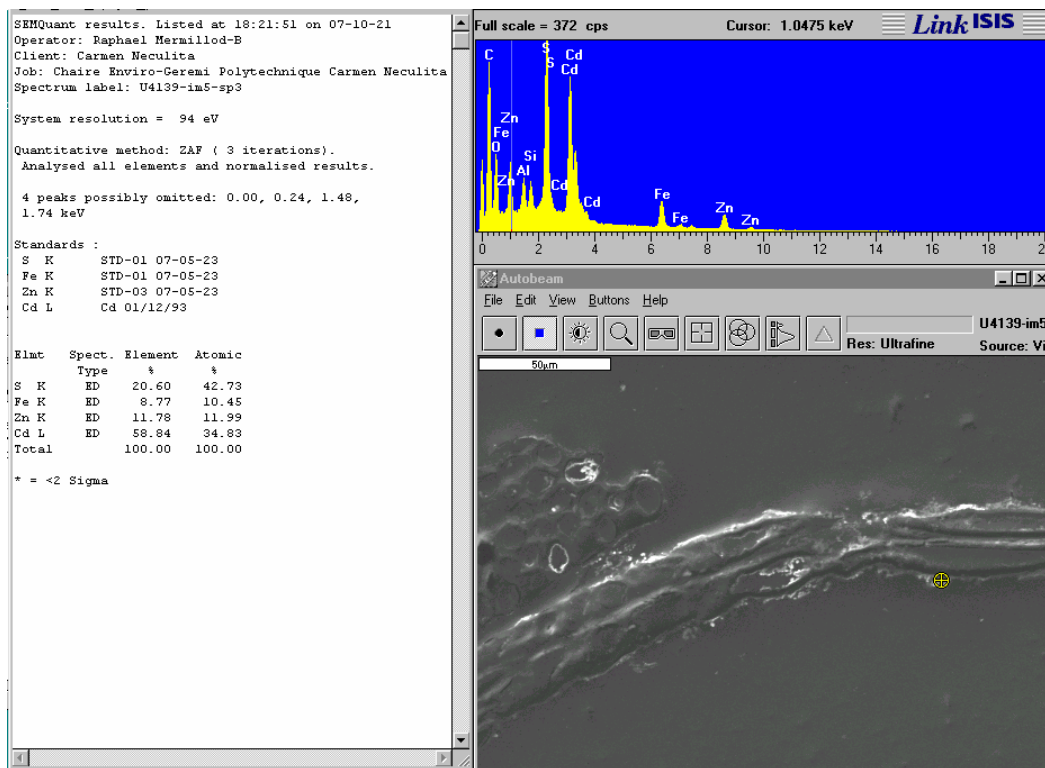 SEMQuant results. Listed at 18:21:51 on 07-10-21
Operator: Raphael Mermillod-B
Client: Carmen Neculita
Job: Chaire Enviro-Geremi Polytechnique Carmen Neculita
Spectrum label: U4139-im5-sp3
System resolution = 94 eV
Quantitative method: ZAF ( 3 iterations).
Analysed all elements and normalised results.
4 peaks possibly omitted: 0.00, 0.24, 1.48,
1.74 keV
Standards :
S K STD-01 07-05-23
Fe K STD-01 07-05-23
Zn K STD-03 07-05-23
Cd L Cd 01/12/93
Elmt Spect. Element Atomic
Type % %
S K ED 20.60 42.73
Fe K ED 8.77 10.45
Zn K ED 11.78 11.99
Cd L ED 58.84 34.83
Total 100.00 100.00
* = <2 Sigma
Full scale = 372 cps Cursor: 1.0475 keV Link ISIS
C
S
S
Cd
Cd
Zn
Fe
O
Si
Al
Zn
Cd
Cd
Fe
Fe
Zn
Zn
0 2 4 6 8 10 12 14 16 18 2
Autobeam
File Edit View Buttons Help
U4139-im5
Res: Ultrafine Source: Vi
50µm